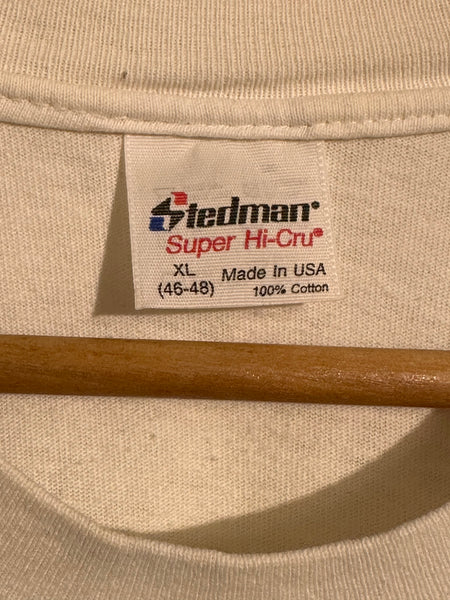 Stedman®
Super Hi-Cru®
XL Made In USA
(46-48) 100% Cotton